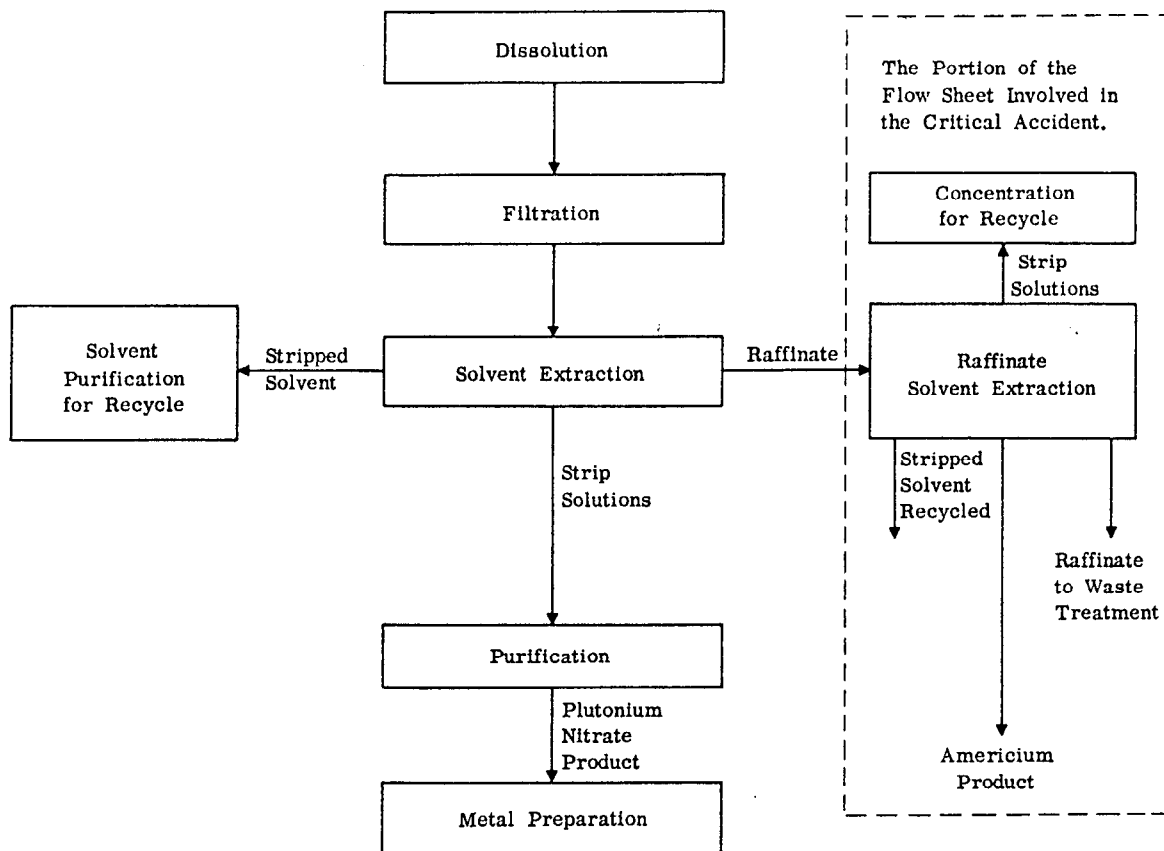 Dissolution
Filtration
Solvent
Purification
for Recycle
Stripped
Solvent
Solvent Extraction
Raffinate
Strip
Solutions
Purification
Plutonium
Nitrate
Product
Metal Preparation
The Portion of the
Flow Sheet Involved in
the Critical Accident.
Concentration
for Recycle
Strip
Solutions
Raffinate
Solvent Extraction
Stripped
Solvent
Recycled
Raffinate
to Waste
Treatment
Americium
Product